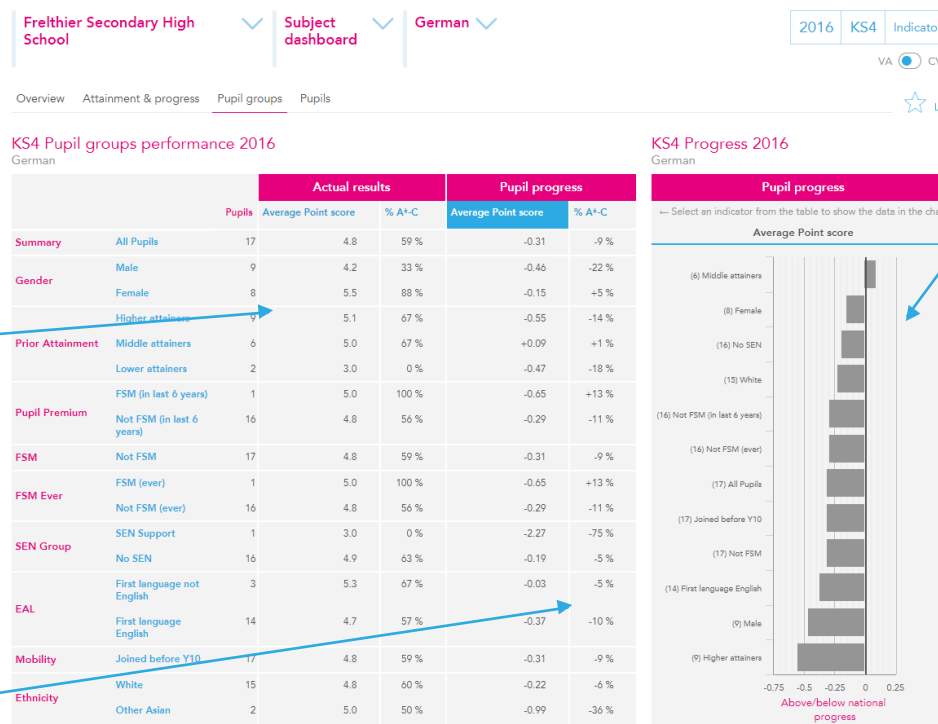 Frelthier Secondary High
School
Subject
dashboard
German
2016 KS4 Indicato
VA
Overview Attainment & progress Pupil groups Pupils
KS4 Pupil groups performance 2016
German
Actual results Pupil progress
Pupils Average Point score % A*-C Average Point score % A*-C
Summary All Pupils 17 4.8 59 % -0.31 -9 %
Gender
Male 9 4.2 33 % -0.46 -22 %
Female 8 5.5 88 % -0.15 +5 %
Prior Attainment
Higher attainers 9 5.1 67 % -0.55 -14 %
Middle attainers 6 5.0 67 % +0.09 +1 %
Lower attainers 2 3.0 0 % -0.47 -18 %
Pupil Premium
FSM (in last 6 years) 1 5.0 100 % -0.65 +13 %
Not FSM (in last 6
years) 16 4.8 56 % -0.29 -11 %
FSM Not FSM 17 4.8 59 % -0.31 -9 %
FSM Ever
FSM (ever) 1 5.0 100 % -0.65 +13 %
Not FSM (ever) 16 4.8 56 % -0.29 -11 %
SEN Group
SEN Support 1 3.0 0 % -2.27 -75 %
No SEN 16 4.9 63 % -0.19 -5 %
EAL
First language not
English 3 5.3 67 % -0.03 -5 %
First language
English 14 4.7 57 % -0.37 -10 %
Mobility Joined before Y10 17 4.8 59 % -0.31 -9 %
Ethnicity
White 15 4.8 60 % -0.22 -6 %
Other Asian 2 5.0 50 % -0.99 -36 %
KS4 Progress 2016
German
Pupil progress
← Select an indicator from the table to show the data in the cha
Average Point score
(6) Middle attainers
(8) Female
(16) No SEN
(15) White
(16) Not FSM (in last 6 years)
(16) Not FSM (ever)
(17) All Pupils
(17) Joined before Y10
(17) Not FSM
(14) First language English
(9) Male
(9) Higher attainers
-0.75 -0.5 -0.25 0 0.25
Above/below national
progress